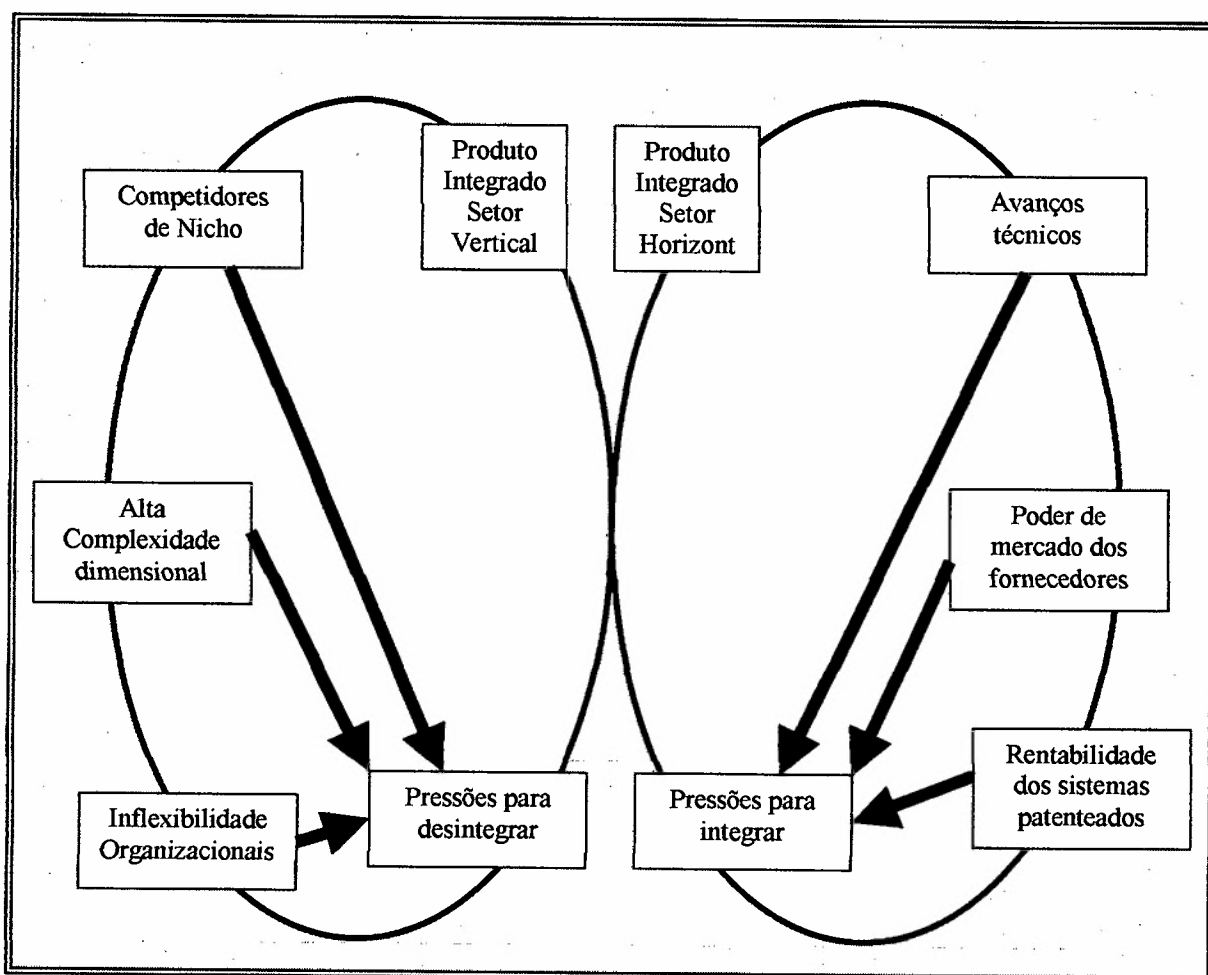 Competidores
de Nicho
Produto
Integrado
Setor
Vertical
Produto
Integrado
Setor
Horizont
Avanços
técnicos
Alta
Complexidade
dimensional
Poder de
mercado dos
fornecedores
Inflexibilidade
Organizacionais
Pressões para
desintegrar
Pressões para
integrar
Rentabilidade
dos sistemas
patenteados